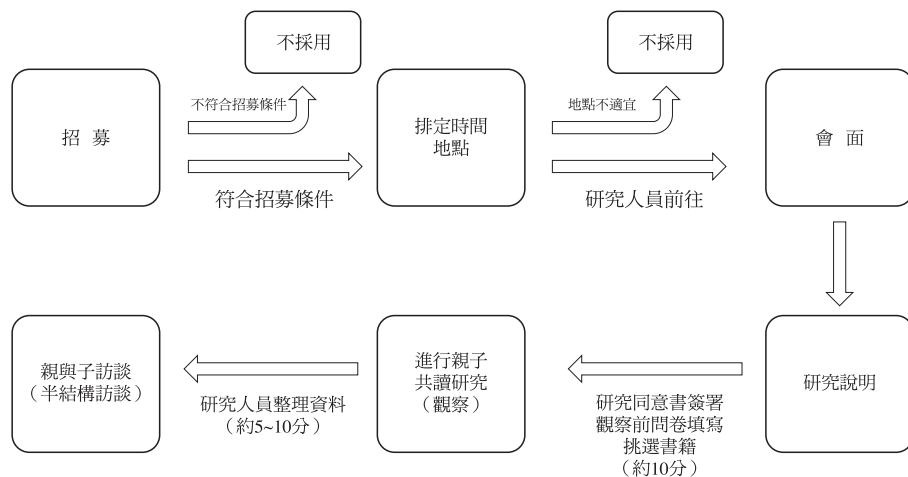 不採用
不採用
招 募
不符合招募條件
符合招募條件
排定時間
地點
地點不適宜
研究人員前往
會 面
研究說明
研究同意書簽署
觀察前問卷填寫
挑選書籍
（約10分）
進行親子
共讀研究
（觀察）
研究人員整理資料
（約5~10分）
親與子訪談
（半結構訪談）